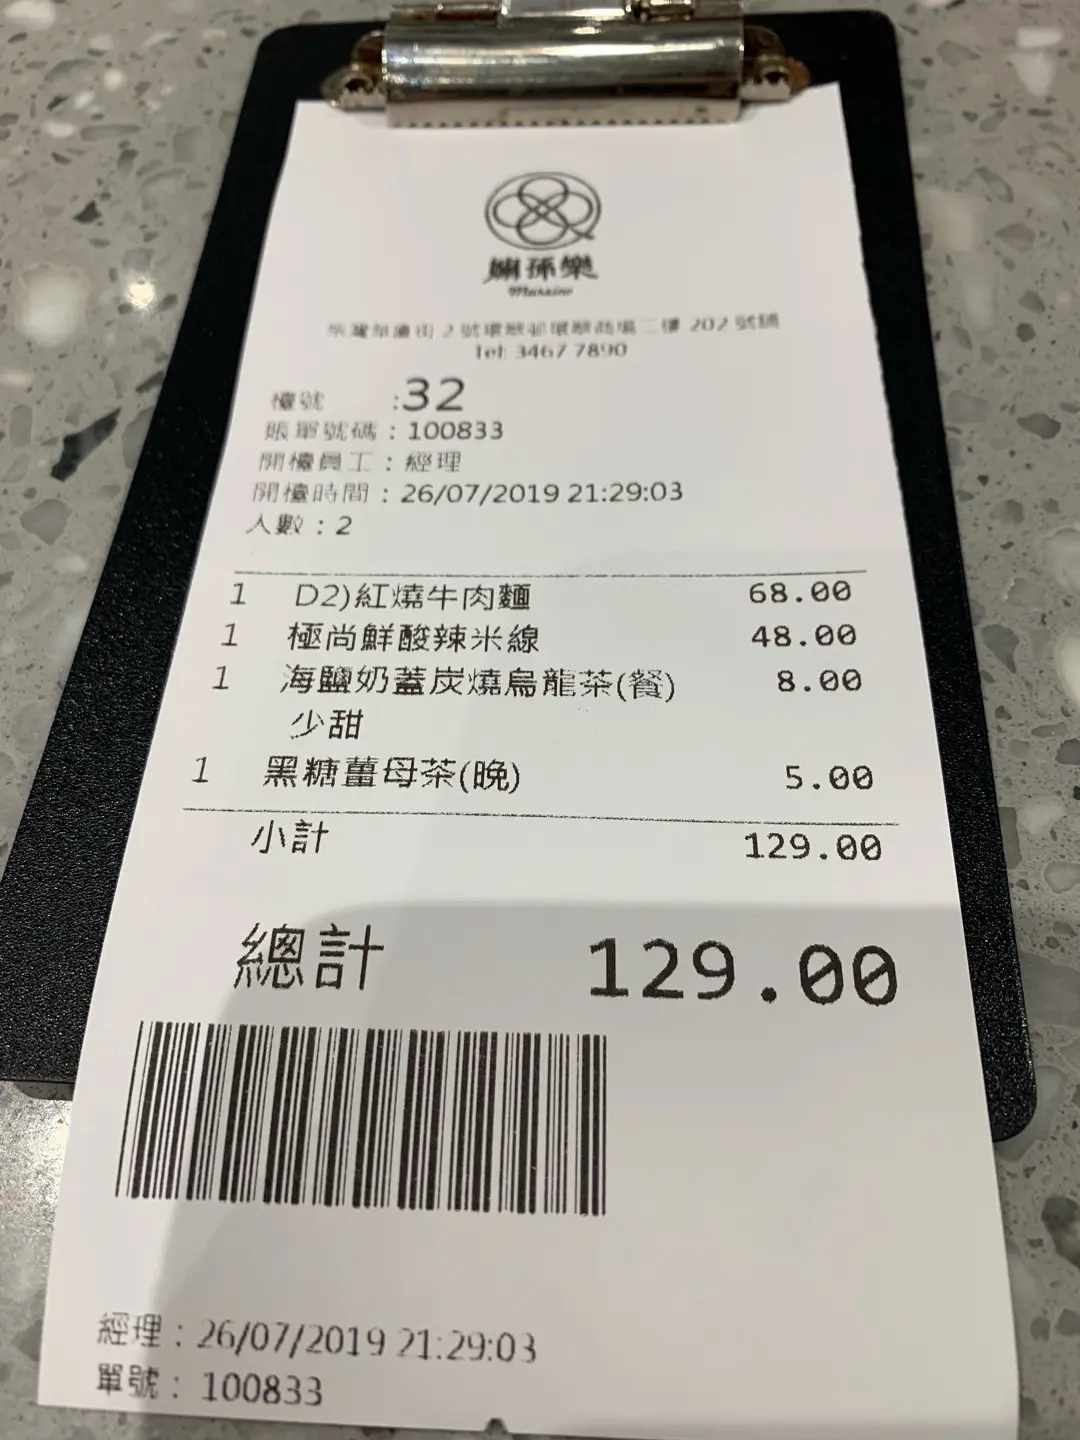 孫樂
Tel: 3467 7890
檯號 :32
賬單號碼：100833
開檯員工：經理
開檯時間：26/07/2019 21:29:03
人數：2
1 D2)紅燒牛肉麵 68.00
1 極尚鮮酸辣米線 48.00
1 海鹽奶蓋炭燒烏龍茶(餐) 8.00
少甜
1 黑糖薑母茶(晚) 5.00
小計 129.00
總計 129.00
經理：26/07/2019 21:29:03
單號：100833